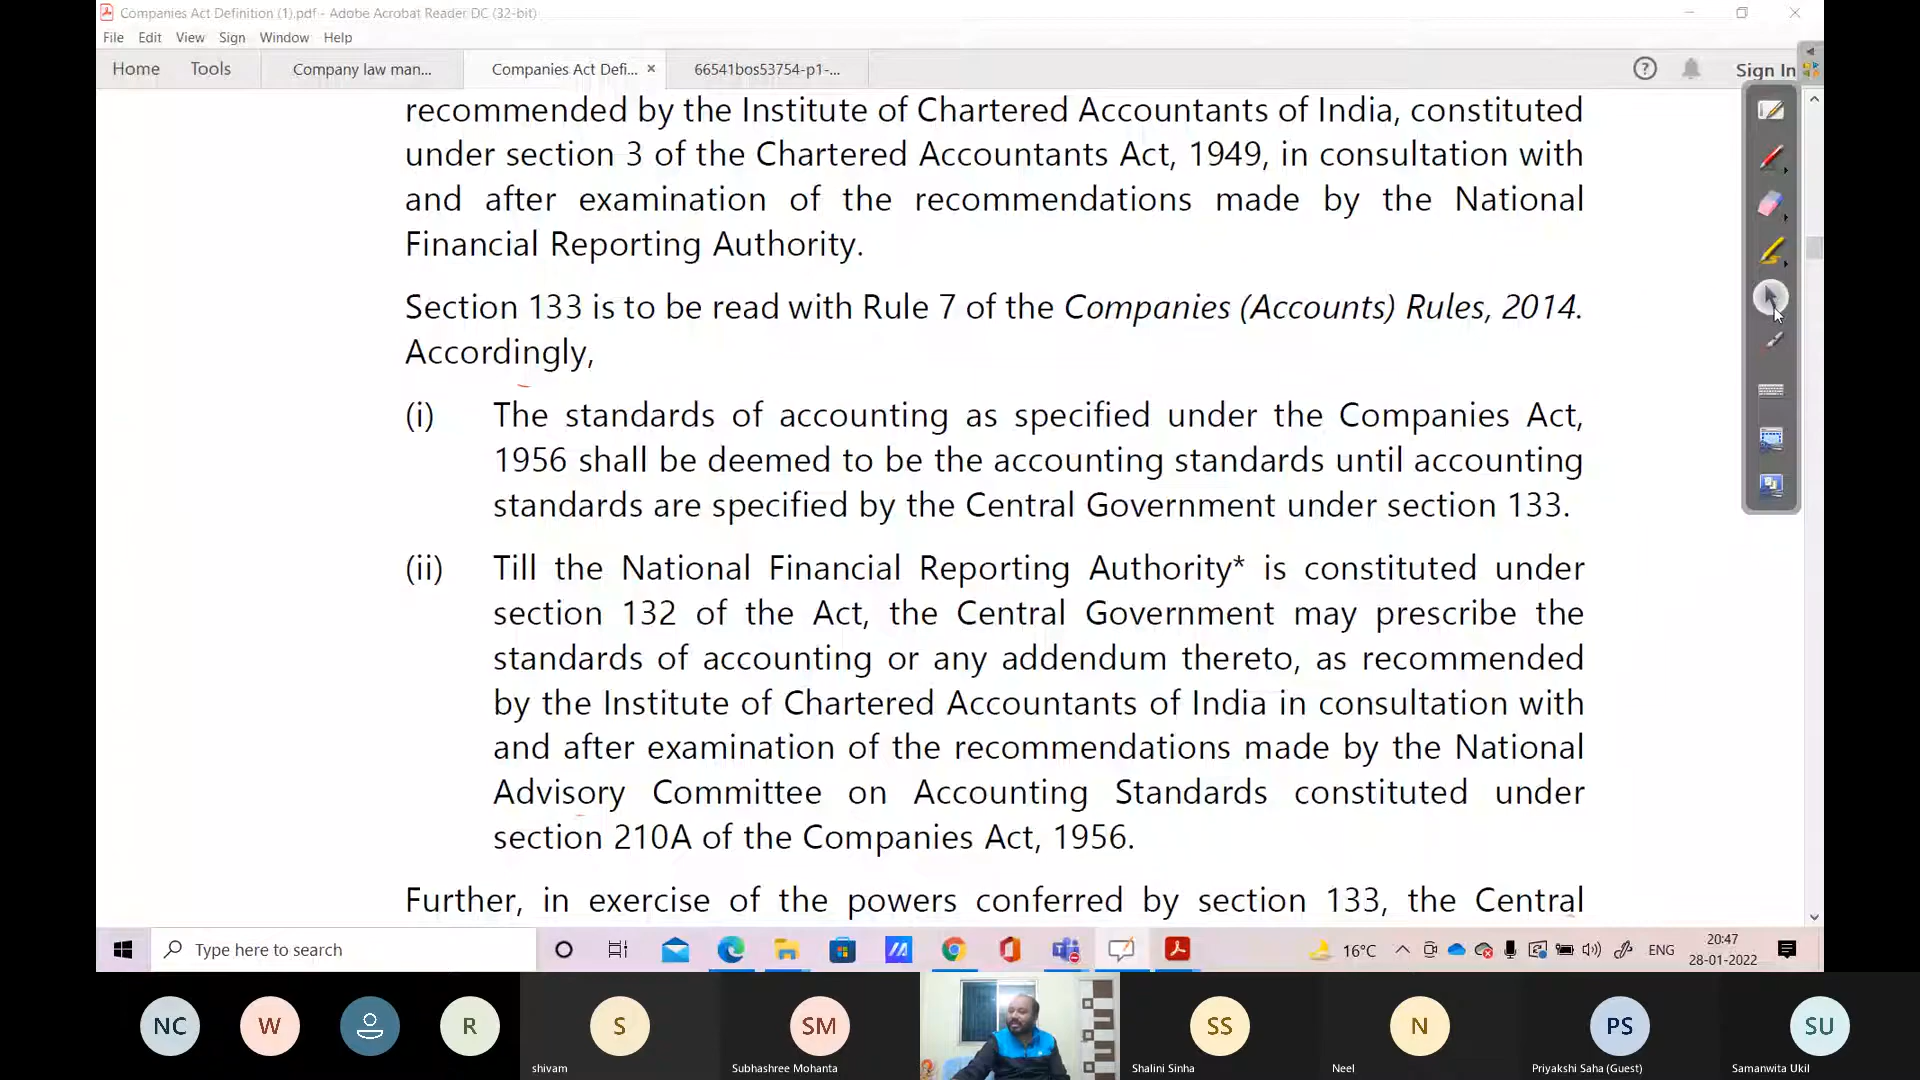 Companies Act Definition (1).pdf - Adobe Acrobat Reader DC (32-bit)
File Edit View Sign Window Help
Home Tools Company law man... Companies Act Defi... × 66541bos53754-p1-... Sign In
recommended by the Institute of Chartered Accountants of India, constituted
under section 3 of the Chartered Accountants Act, 1949, in consultation with
and after examination of the recommendations made by the National
Financial Reporting Authority.
Section 133 is to be read with Rule 7 of the Companies (Accounts) Rules, 2014.
Accordingly,
(i) The standards of accounting as specified under the Companies Act,
1956 shall be deemed to be the accounting standards until accounting
standards are specified by the Central Government under section 133.
(ii) Till the National Financial Reporting Authority* is constituted under
section 132 of the Act, the Central Government may prescribe the
standards of accounting or any addendum thereto, as recommended
by the Institute of Chartered Accountants of India in consultation with
and after examination of the recommendations made by the National
Advisory Committee on Accounting Standards constituted under
section 210A of the Companies Act, 1956.
Further, in exercise of the powers conferred by section 133, the Central
Type here to search 16°C ENG 20:47
28-01-2022
NC W R S SM SS N PS SU
shivam Subhashree Mohanta Shalini Sinha Neel Priyakshi Saha (Guest) Samanwita Ukil